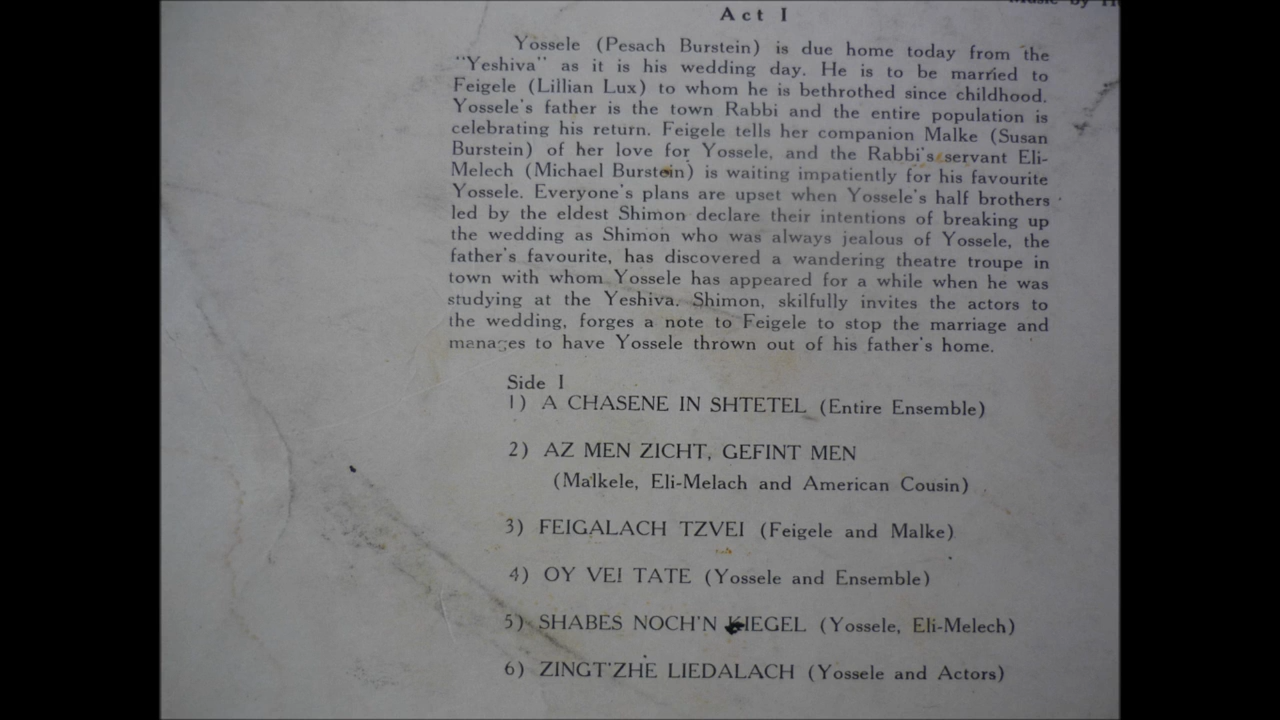 Act I
Yossele (Pesach Burstein) is due home today from the
"Yeshiva" as it is his wedding day. He is to be married to
Feigele (Lillian Lux) to whom he is bethrothed since childhood.
Yossele's father is the town Rabbi and the entire population is
celebrating his return. Feigele tells her companion Malke (Susan
Burstein) of her love for Yossele, and the Rabbi's servant Eli-
Melech (Michael Burstein) is waiting impatiently for his favourite
Yossele. Everyone's plans are upset when Yossele's half brothers
led by the eldest Shimon declare their intentions of breaking up
the wedding as Shimon who was always jealous of Yossele, the
father's favourite, has discovered a wandering theatre troupe in
town with whom Yossele has appeared for a while when he was
studying at the Yeshiva. Shimon, skilfully invites the actors to
the wedding, forges a note to Feigele to stop the marriage and
manages to have Yossele thrown out of his father's home.
Side I
1) A CHASENE IN SHTETEL (Entire Ensemble)
2) AZ MEN ZICHT, GEFINT MEN
(Malkele, Eli-Melach and American Cousin)
3) FEIGALACH TZVEI (Feigele and Malke)
4) OY VEI TATE (Yossele and Ensemble)
5) SHABES NOCH'N KIEGEL (Yossele, Eli-Melech)
6) ZINGT'ZHE LIEDALACH (Yossele and Actors)